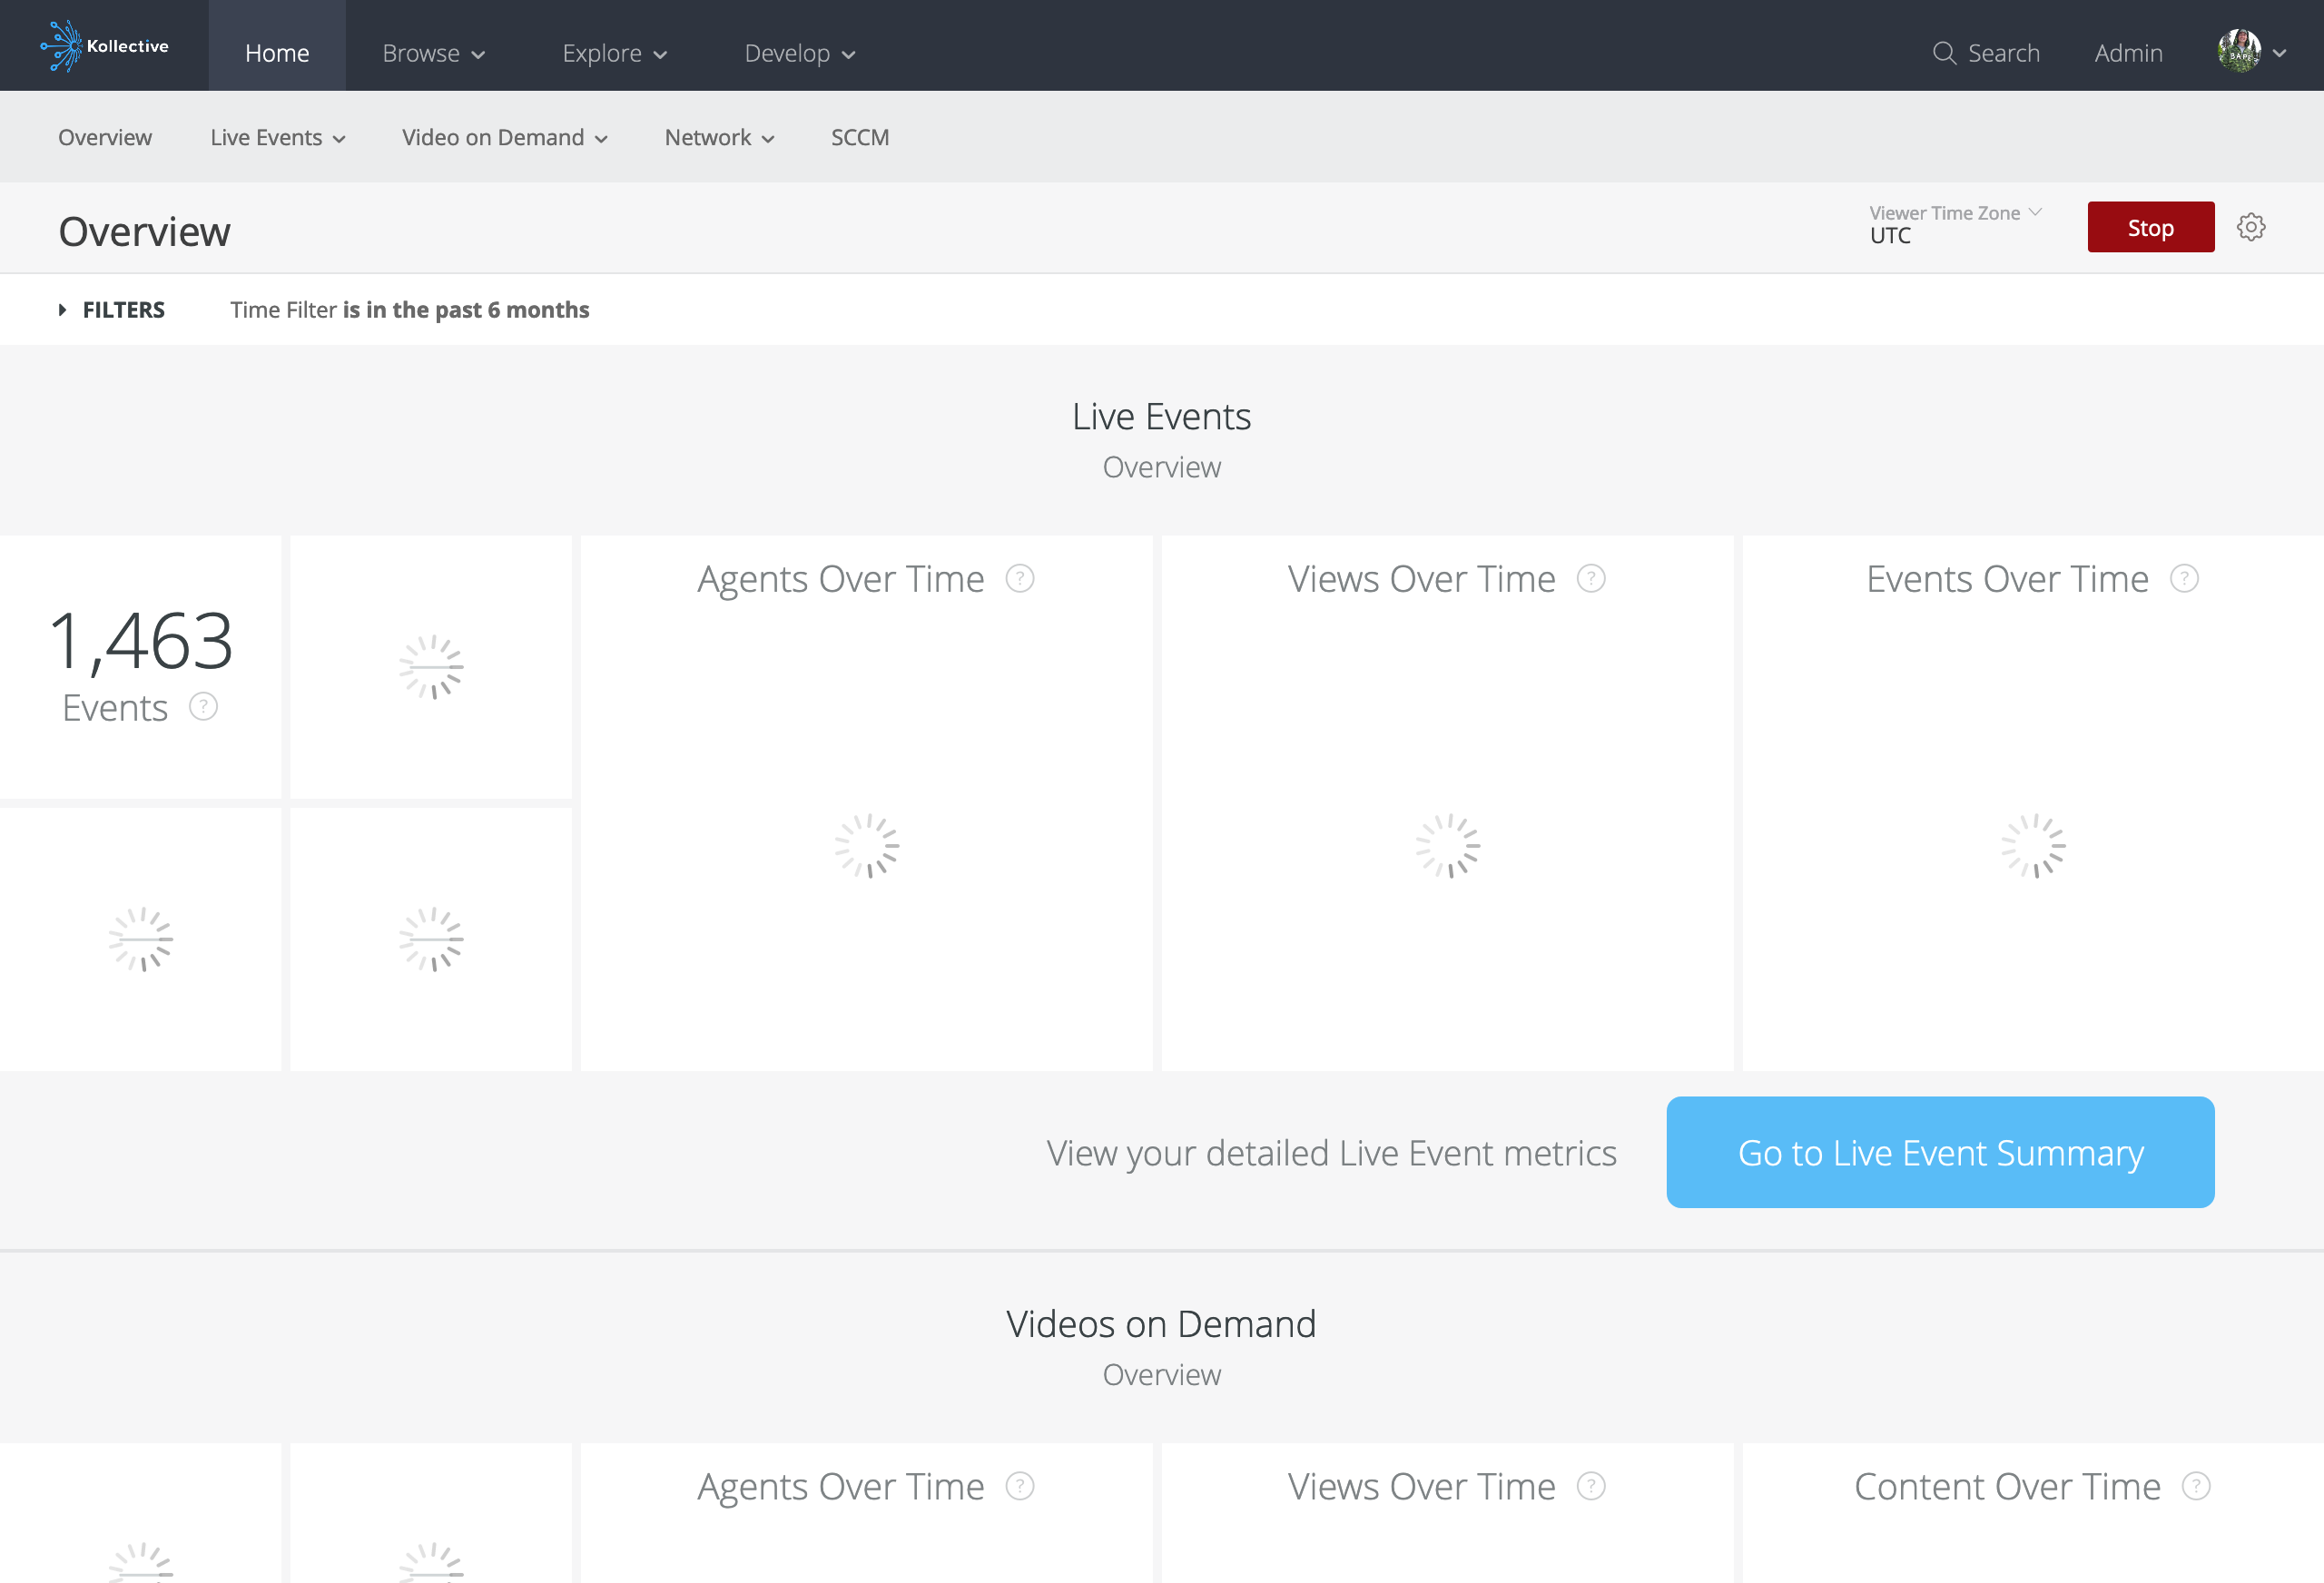 Kollective
Home
Browse
Explore
Develop
Search
Admin
Overview
Live Events
Video on Demand
Network
SCCM
Overview
Viewer Time Zone
UTC
Stop
FILTERS
Time Filter is in the past 6 months
Live Events
Overview
1,463
Events ?
Agents Over Time ?
Views Over Time ?
Events Over Time ?
View your detailed Live Event metrics
Go to Live Event Summary
Videos on Demand
Overview
Agents Over Time ?
Views Over Time ?
Content Over Time ?